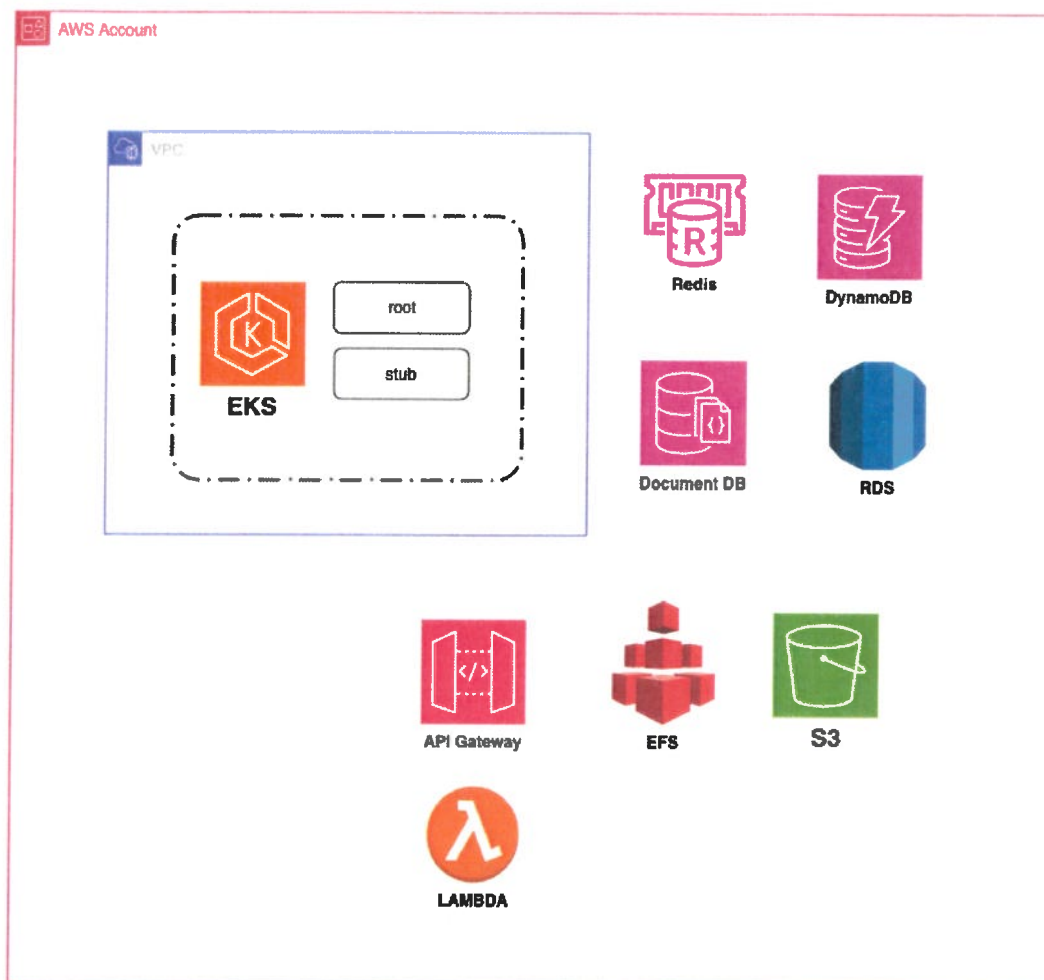 AWS Account
VPC
root
stub
EKS
K
R
Redis
DynamoDB
{}
Document DB
RDS
</>
API Gateway
EFS
S3
λ
LAMBDA